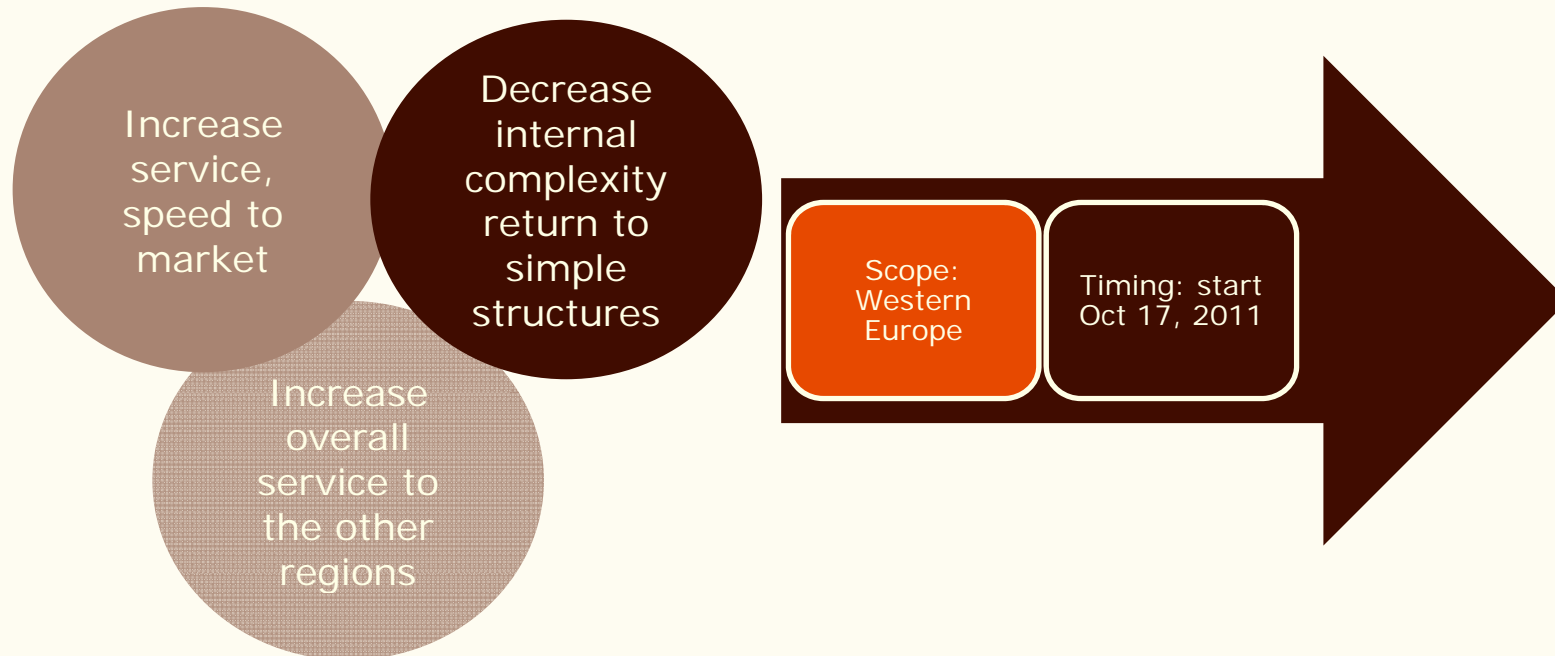 Increase
service,
speed to
market
Decrease
internal
complexity
return to
simple
structures
Increase
overall
service to
the other
regions
Scope:
Western
Europe
Timing: start
Oct 17, 2011